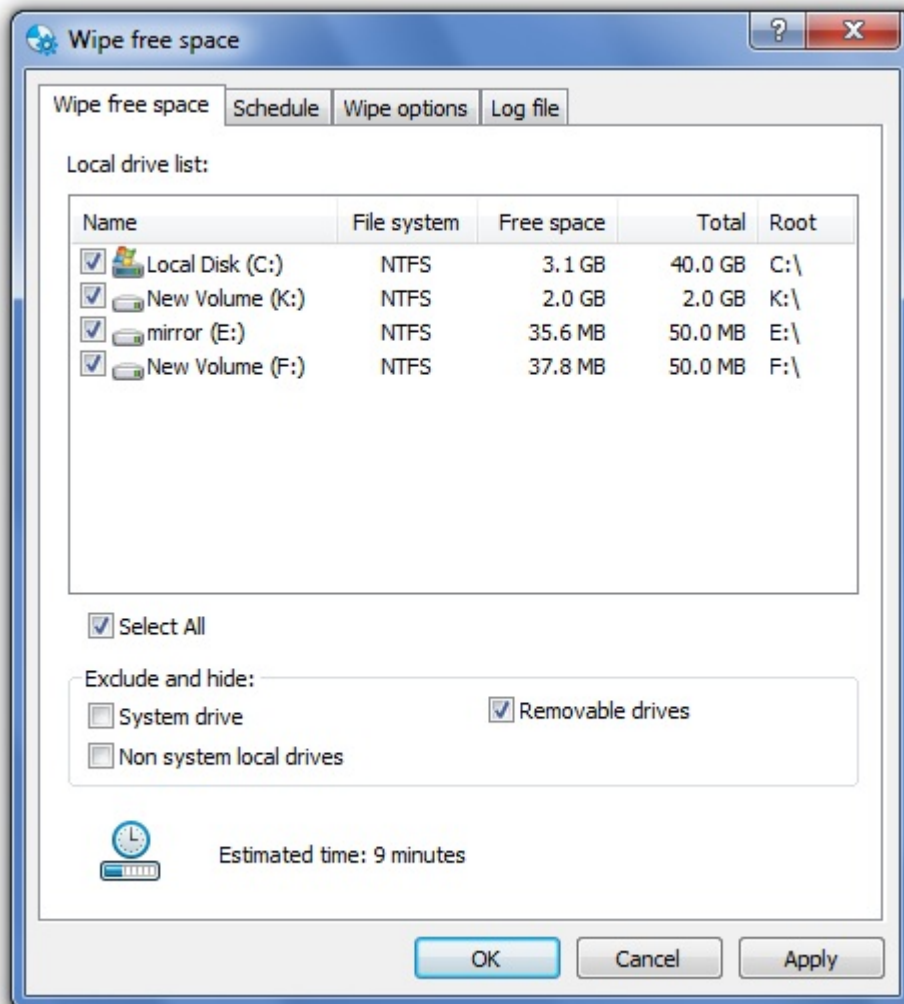 Wipe free space
Wipe free space Schedule Wipe options Log file
Local drive list:
Name File system Free space Total Root
Local Disk (C:) NTFS 3.1 GB 40.0 GB C:\
New Volume (K:) NTFS 2.0 GB 2.0 GB K:\
mirror (E:) NTFS 35.6 MB 50.0 MB E:\
New Volume (F:) NTFS 37.8 MB 50.0 MB F:\
Select All
Exclude and hide:
System drive Removable drives
Non system local drives
Estimated time: 9 minutes
OK Cancel Apply